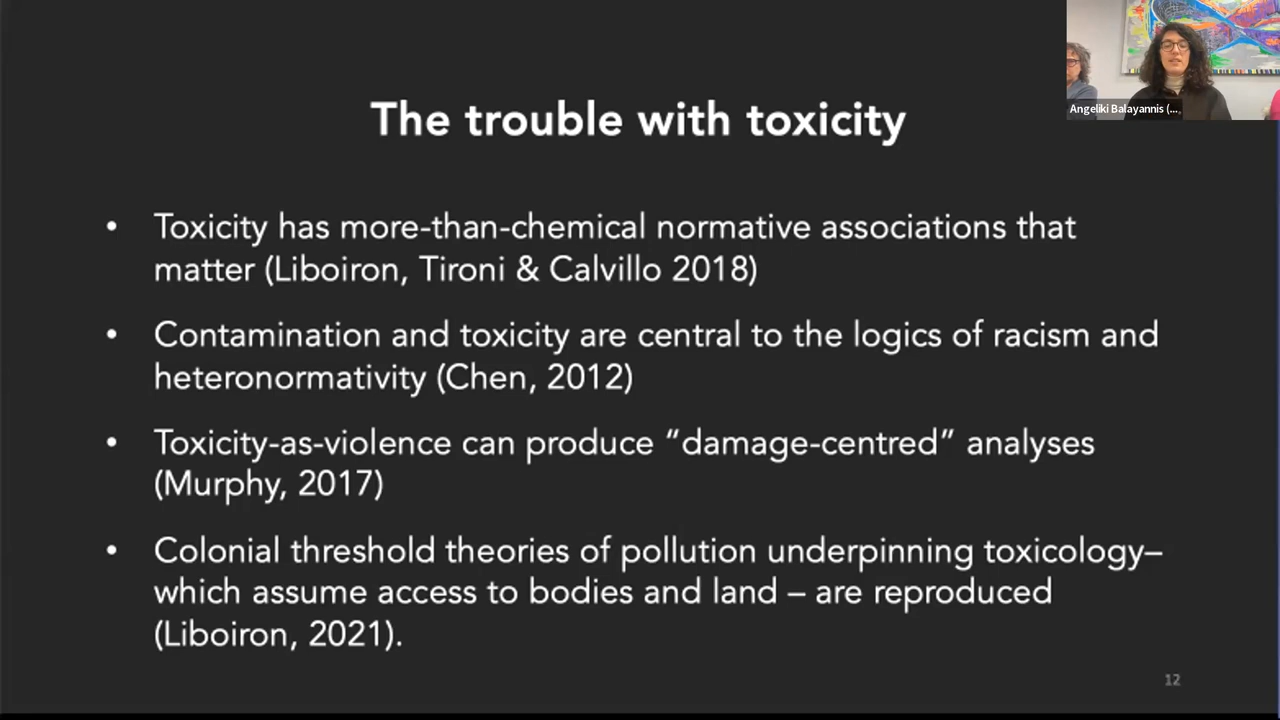 Angeliki Balayannis (...
The trouble with toxicity
• Toxicity has more-than-chemical normative associations that
matter (Liboiron, Tironi & Calvillo 2018)
• Contamination and toxicity are central to the logics of racism and
heteronormativity (Chen, 2012)
• Toxicity-as-violence can produce “damage-centred” analyses
(Murphy, 2017)
• Colonial threshold theories of pollution underpinning toxicology–
which assume access to bodies and land – are reproduced
(Liboiron, 2021).
12